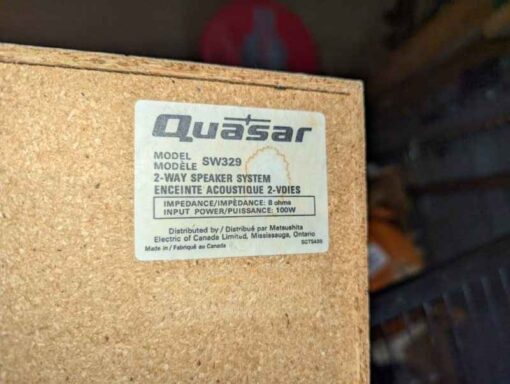 Quasar
MODEL
MODÈLE SW329
2-WAY SPEAKER SYSTEM
ENCEINTE ACOUSTIQUE 2-VOIES
IMPEDANCE/IMPÉDANCE: 8 ohms
INPUT POWER/PUISSANCE: 100W
Distributed by / Distribué par Matsushita
Electric of Canada Limited, Mississauga, Ontario
Made in / Fabriqué au Canada